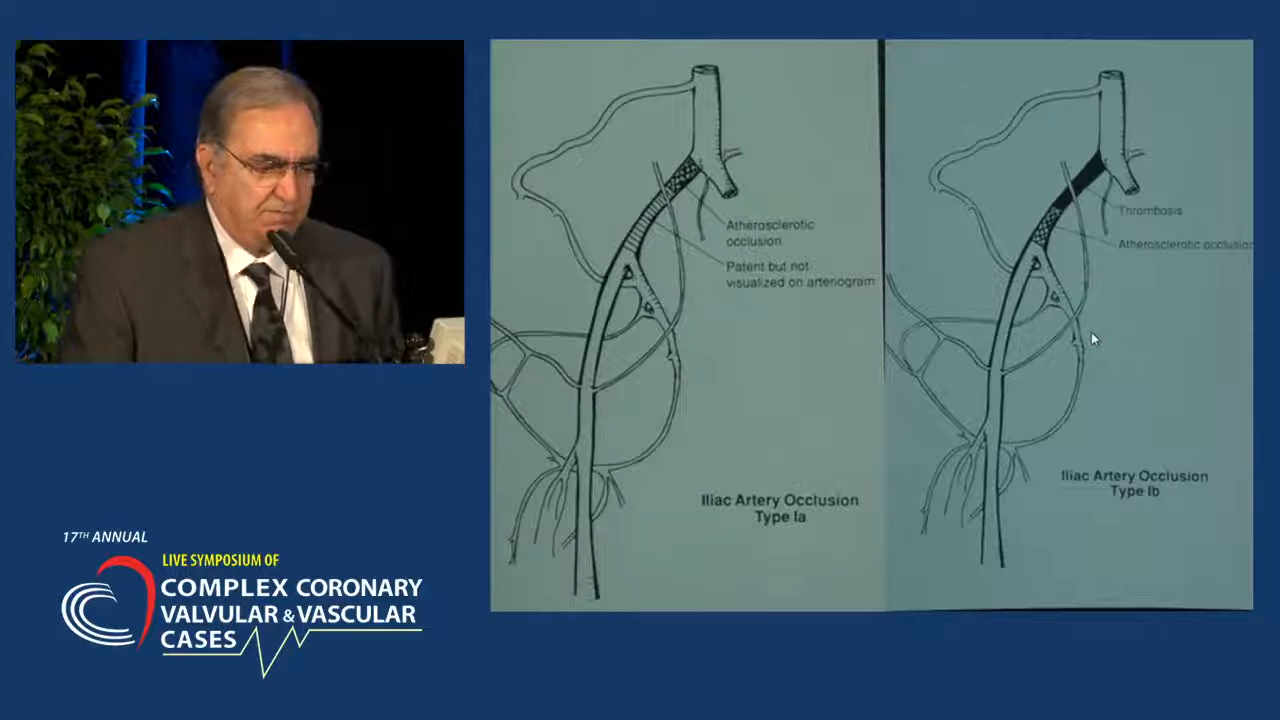 Atherosclerotic
occlusion
Patent but not
visualized on arteriogram
Iliac Artery Occlusion
Type Ia
Thrombosis
Atherosclerotic occlusion
Iliac Artery Occlusion
Type Ib
17TH ANNUAL
LIVE SYMPOSIUM OF
COMPLEX CORONARY
VALVULAR & VASCULAR
CASES